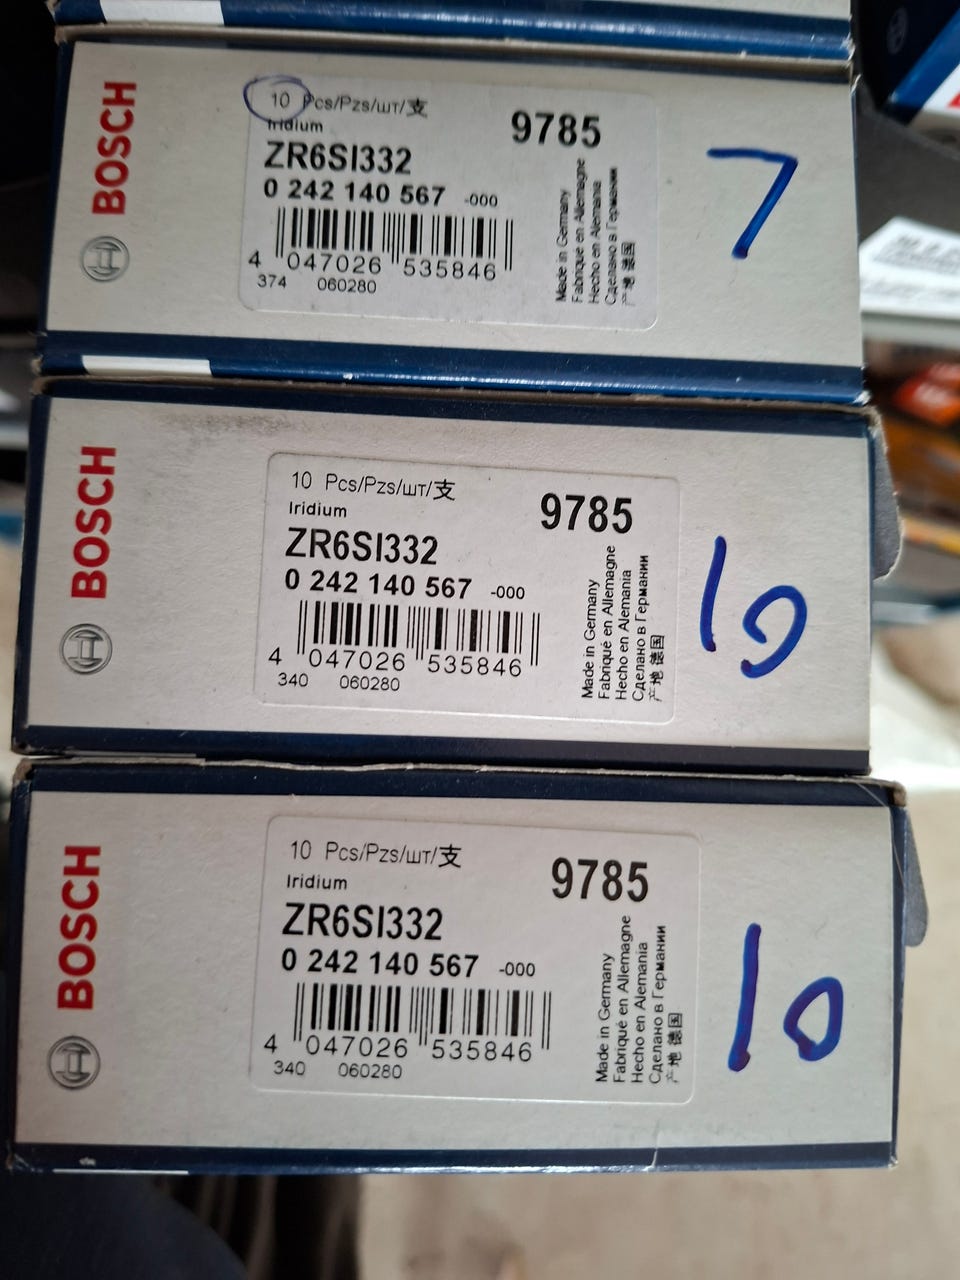 BOSCH
10 Pcs/Pzs/шт/支
Iridium
9785
ZR6SI332
0 242 140 567 -000
4 047026 535846
374 060280
Made in Germany
Fabriqué en Allemagne
Hecho en Alemania
Сделано в Германии
产地 德国
7
BOSCH
10 Pcs/Pzs/шт/支
Iridium
9785
ZR6SI332
0 242 140 567 -000
4 047026 535846
340 060280
Made in Germany
Fabriqué en Allemagne
Hecho en Alemania
Сделано в Германии
产地 德国
10
BOSCH
10 Pcs/Pzs/шт/支
Iridium
9785
ZR6SI332
0 242 140 567 -000
4 047026 535846
340 060280
Made in Germany
Fabriqué en Allemagne
Hecho en Alemania
Сделано в Германии
产地 德国
10